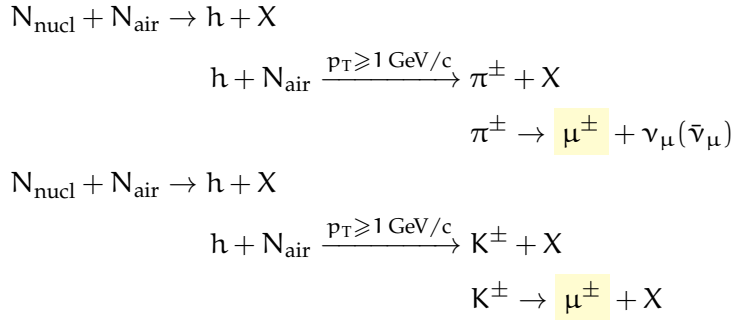 N_nucl + N_air → h + X
h + N_air —p_T⩾1 GeV/c→ π^± + X
π^± → μ^± + ν_μ(ν̄_μ)
N_nucl + N_air → h + X
h + N_air —p_T⩾1 GeV/c→ K^± + X
K^± → μ^± + X